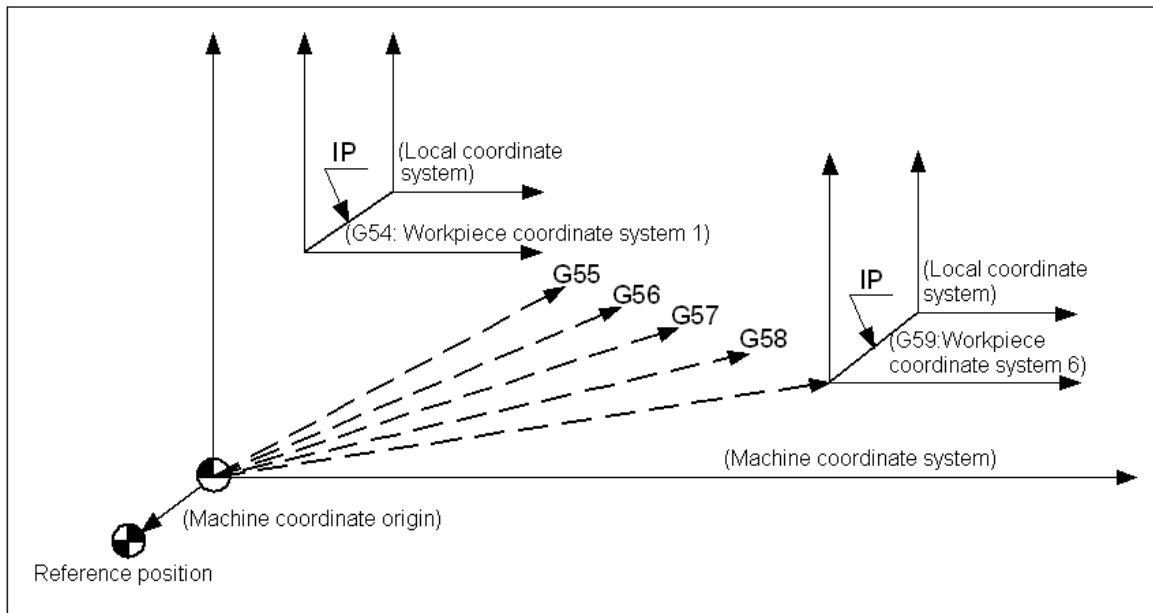 IP
(Local coordinate
system)
(G54: Workpiece coordinate system 1)
G55
G56
G57
G58
IP
(Local coordinate
system)
(G59:Workpiece
coordinate system 6)
(Machine coordinate system)
(Machine coordinate origin)
Reference position